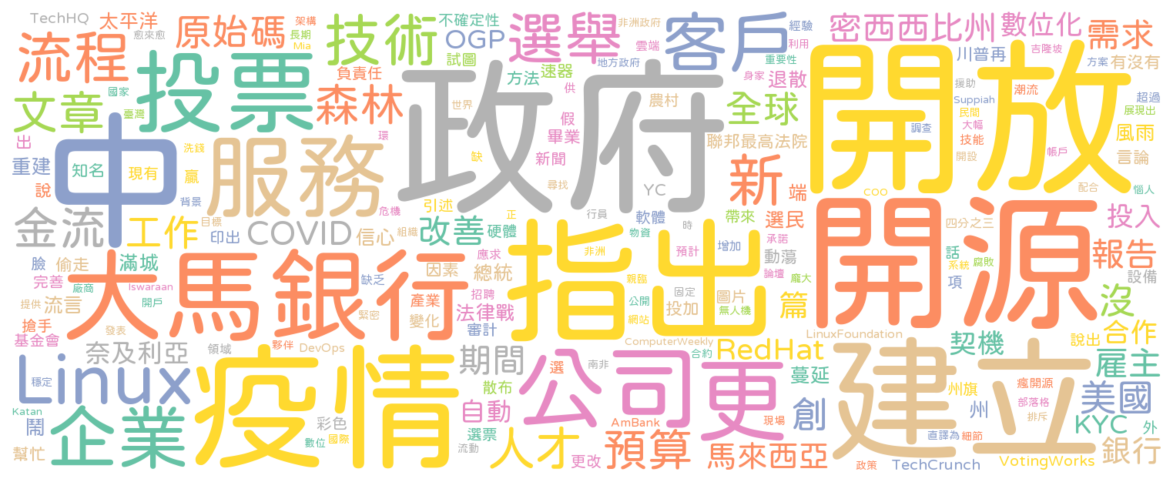 TechHQ
太平洋
架構
不確定性
非洲政府
經驗
密西西比州
數位化
需求
愈來愈
長期
Mia
OGP
選舉
雲端
客戶
利用
重要性
川普再
吉隆坡
方案
有沒有
流程
原始碼
技術
試圖
地方政府
負責任
方法
速器
供
身家
退散
援助
Suppiah
民間
潮流
超過
展現出
投票
國家
臺灣
森林
世界
政府
農村
全球
開放
調查
大幅
技能
帳戶
風雨
言論
文章
環
假
畢業
新聞
聯邦最高法院
開設
出
洗錢
重建
知名
現有
贏
服務
缺
尋找
YC
新
端
coo
配合
惱人
說
中
背景
目標
危機
引述
正
行員
軟體
時
帶來
選民
四分之三
投入
金流
工作
印出
COVID
信心
組織
改善
硬體
物資
預計
增加
承諾
動蕩
開源
話
系統
腐敗
報告
項
設備
臉
偷走
滿城
缺乏
因素
應求
總統
指出
非洲
親臨
龐大
論壇
完善
廠商
Iswaraan
大馬銀行
產業
招聘
公開
固定
圖片
無人機
篇
沒
提供
開戶
流言
變化
法律戰
投加
搶手
發表
緊密
審計
網站
LinuxFoundation
說出
合作
基金會
奈及利亞
領域
夥伴
DevOps
期間
ComputerWeekly
合約
RedHat
契機
雇主
Linux
穩定
疫情
散布
公司更
選
兩非
蔓延
建立
州旗
瘋開源
美國
Katan
彩色
自動
AmBank
現場
創
州
部落格
排斥
KYC
外
鬧
企業
數位
國際
選票
人才
預算
馬來西亞
直譯為
細節
銀行
幫忙
流動
更改
政策
TechCrunch
VotingWorks